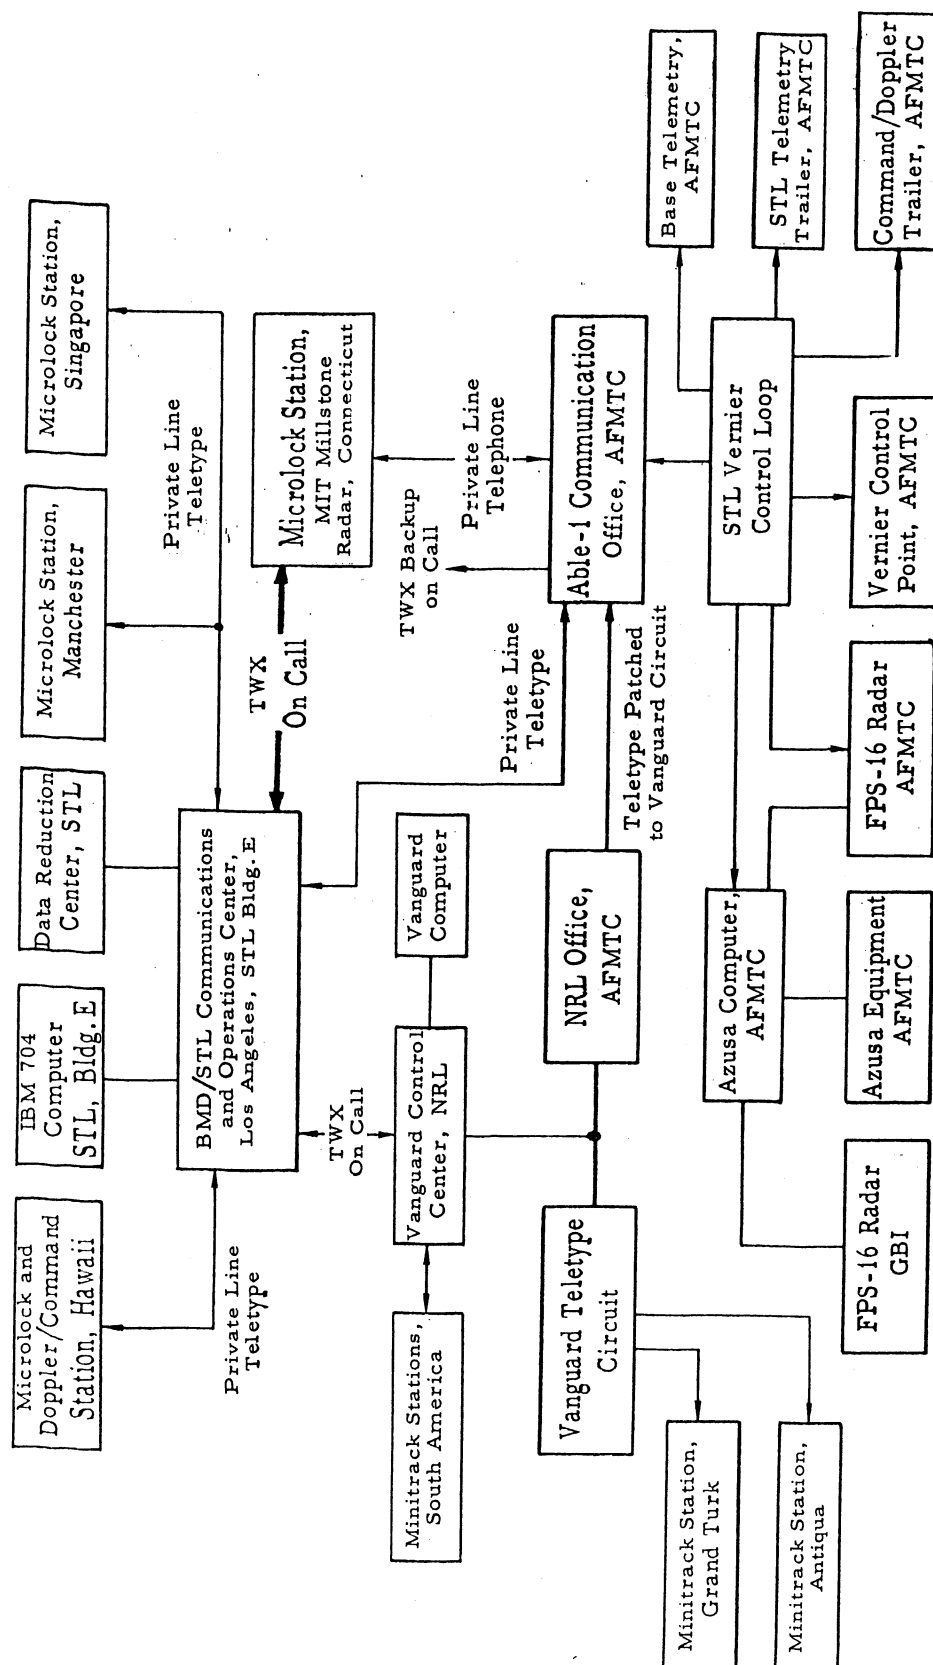 Microlock and
Doppler/Command
Station, Hawaii
IBM 704
Computer
STL, Bldg. E
Data Reduction
Center, STL
Microlock Station,
Manchester
Microlock Station,
Singapore
Private Line
Teletype
BMD/STL Communications
and Operations Center,
Los Angeles, STL Bldg. E
Private Line
Teletype
TWX
On Call
Microlock Station,
MIT Millstone
Radar, Connecticut
TWX
On Call
Minitrack Stations,
South America
Vanguard Control
Center, NRL
Vanguard
Computer
Private Line
Teletype
TWX Backup
on Call
Private Line
Telephone
Vanguard Teletype
Circuit
NRL Office,
AFMTC
Teletype Patched
to Vanguard Circuit
Able-1 Communication
Office, AFMTC
Base Telemetry,
AFMTC
Minitrack Station,
Grand Turk
Azusa Computer,
AFMTC
STL Vernier
Control Loop
STL Telemetry
Trailer, AFMTC
Minitrack Station,
Antiqua
FPS-16 Radar
GBI
Azusa Equipment
AFMTC
FPS-16 Radar
AFMTC
Vernier Control
Point, AFMTC
Command/Doppler
Trailer, AFMTC